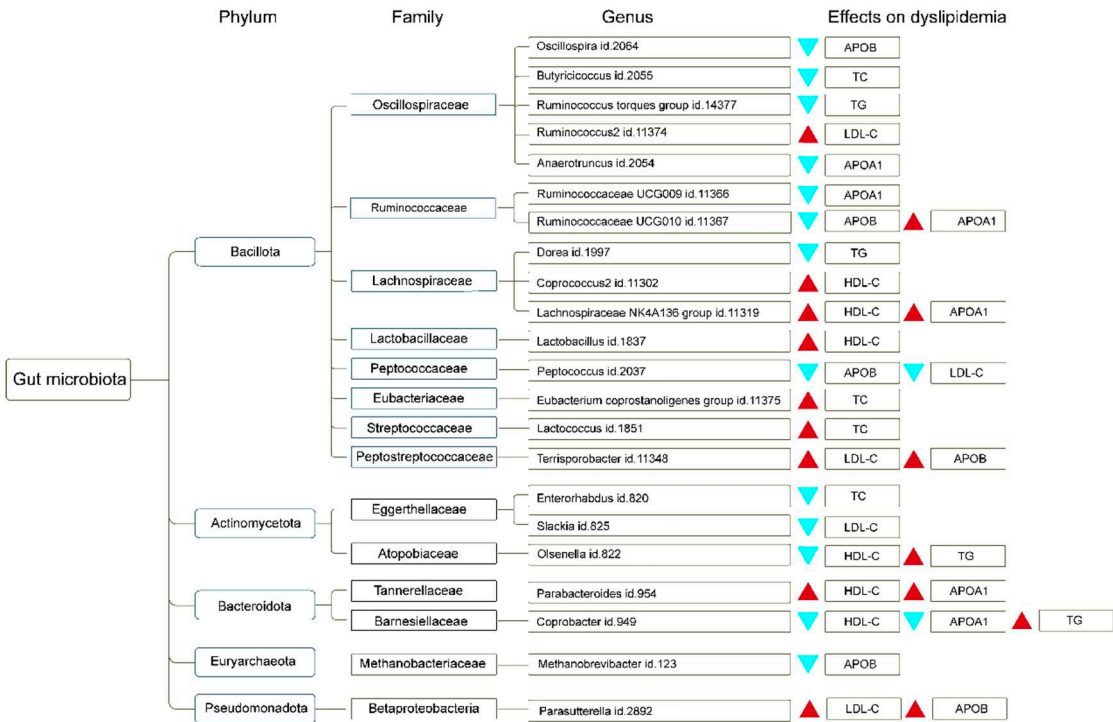 Phylum Family Genus Effects on dyslipidemia
Oscillospira id.2064 APOB
Butyricicoccus id.2055 TC
Oscillospiraceae Ruminococcus torques group id.14377 TG
Ruminococcus2 id.11374 LDL-C
Anaerotruncus id.2054 APOA1
Ruminococcaceae UCG009 id.11366 APOA1
Ruminococcaceae
Ruminococcaceae UCG010 id.11367 APOB APOA1
Bacillota Dorea id.1997 TG
Lachnospiraceae Coprococcus2 id.11302 HDL-C
Lachnospiraceae NK4A136 group id.11319 HDL-C APOA1
Lactobacillaceae Lactobacillus id.1837 HDL-C
Gut microbiota Peptococcaceae Peptococcus id.2037 APOB LDL-C
Eubacteriaceae Eubacterium coprostanoligenes group id.11375 TC
Streptococcaceae Lactococcus id.1851 TC
Peptostreptococcaceae Terrisporobacter id.11348 LDL-C APOB
Enterorhabdus id.820 TC
Eggerthellaceae
Actinomycetota Slackia id.825 LDL-C
Atopobiaceae Olsenella id.822 HDL-C TG
Tannerellaceae Parabacteroides id.954 HDL-C APOA1
Bacteroidota
Barnesiellaceae Coprobacter id.949 HDL-C APOA1 TG
Euryarchaeota Methanobacteriaceae Methanobrevibacter id.123 APOB
Pseudomonadota Betaproteobacteria Parasutterella id.2892 LDL-C APOB